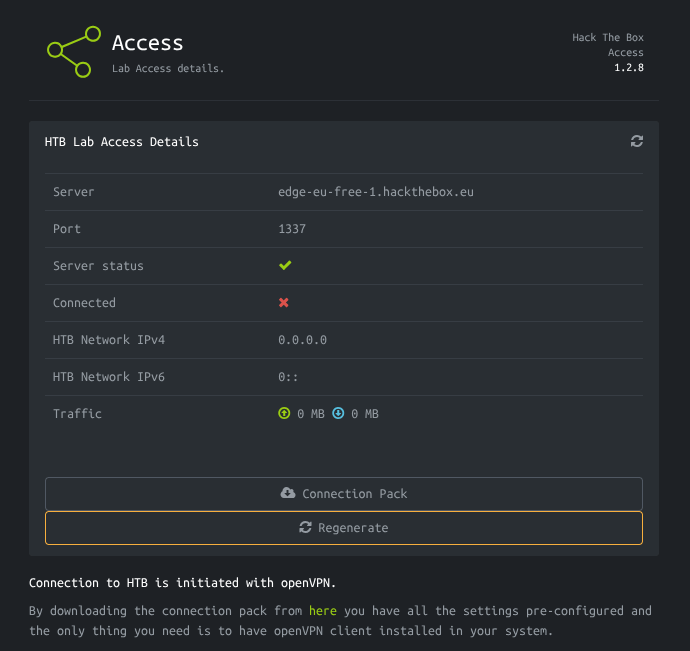 Access
Lab Access details.
Hack The Box
Access
1.2.8
HTB Lab Access Details
Server edge-eu-free-1.hackthebox.eu
Port 1337
Server status
Connected
HTB Network IPv4 0.0.0.0
HTB Network IPv6 0::
Traffic 0 MB 0 MB
Connection Pack
Regenerate
Connection to HTB is initiated with openVPN.
By downloading the connection pack from here you have all the settings pre-configured and
the only thing you need is to have openVPN client installed in your system.